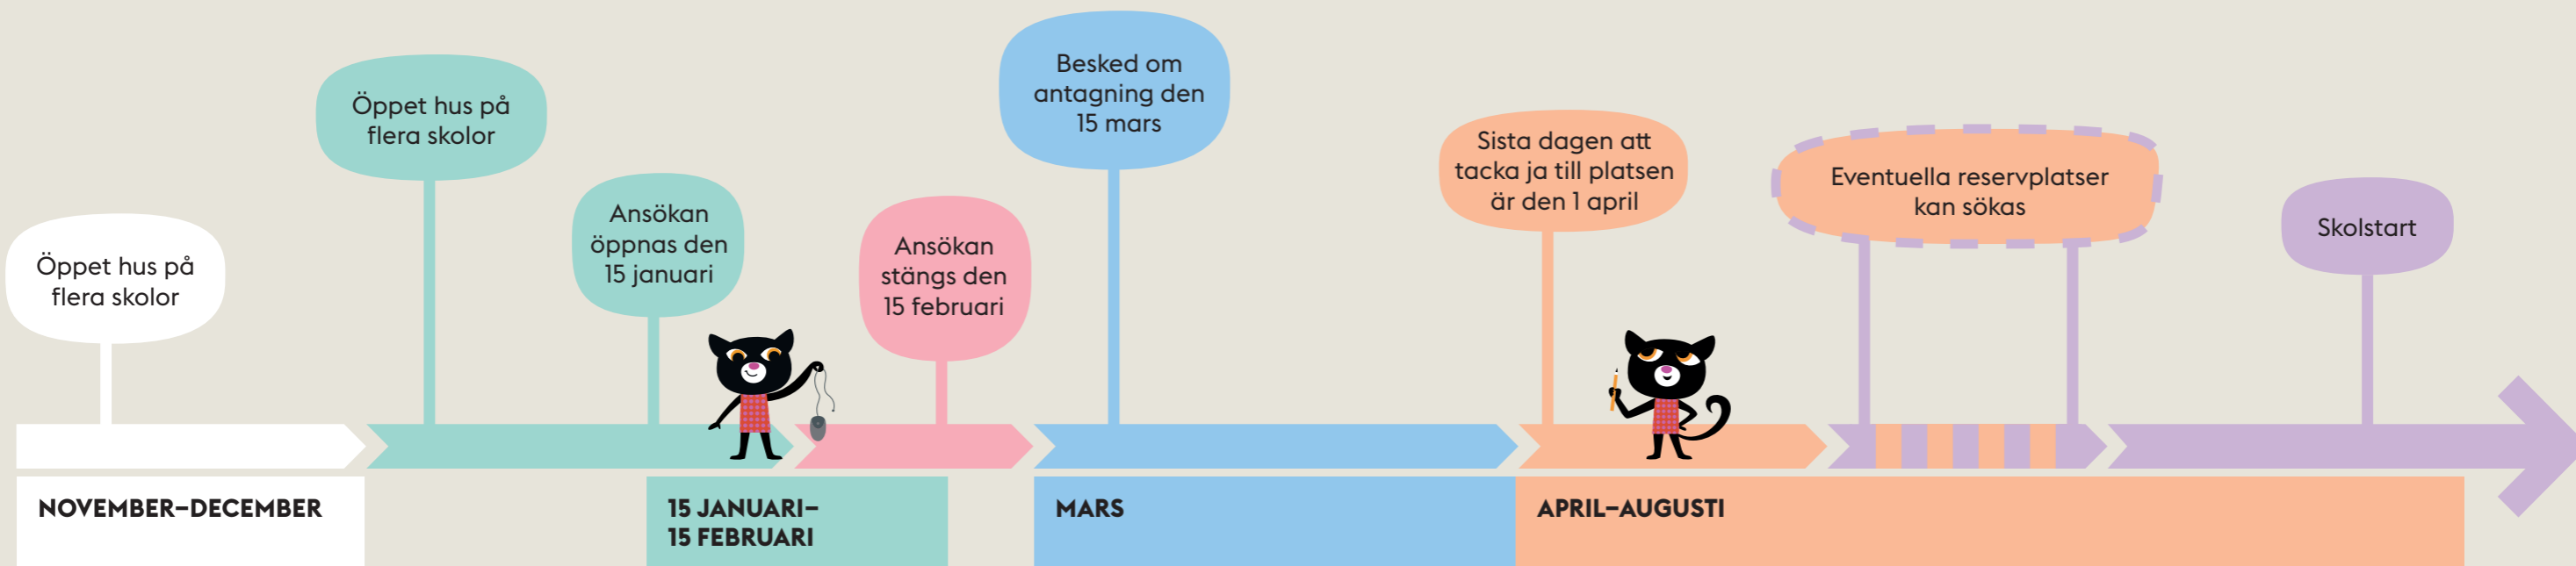 Öppet hus på
flera skolor
Öppet hus på
flera skolor
Ansökan
öppnas den
15 januari
Ansökan
stängs den
15 februari
Besked om
antagning den
15 mars
Sista dagen att
tacka ja till platsen
är den 1 april
Eventuella reservplatser
kan sökas
Skolstart
NOVEMBER–DECEMBER
15 JANUARI–
15 FEBRUARI
MARS
APRIL–AUGUSTI